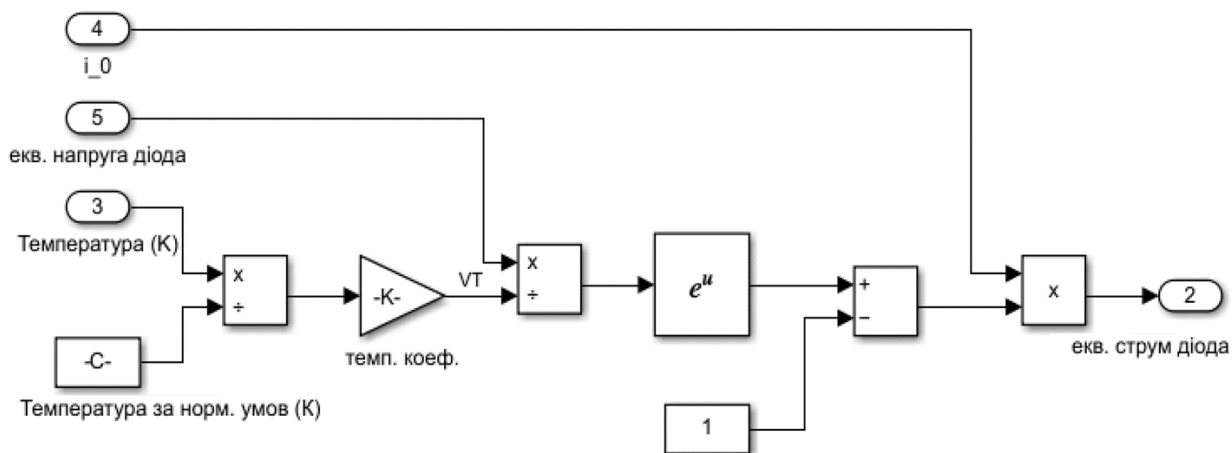 4
i_0
5
екв. напруга діода
3
Температура (K)
x
÷
-K-
VT
x
÷
e^u
+
−
x
2
-C-
темп. коеф.
екв. струм діода
Температура за норм. умов (К)
1